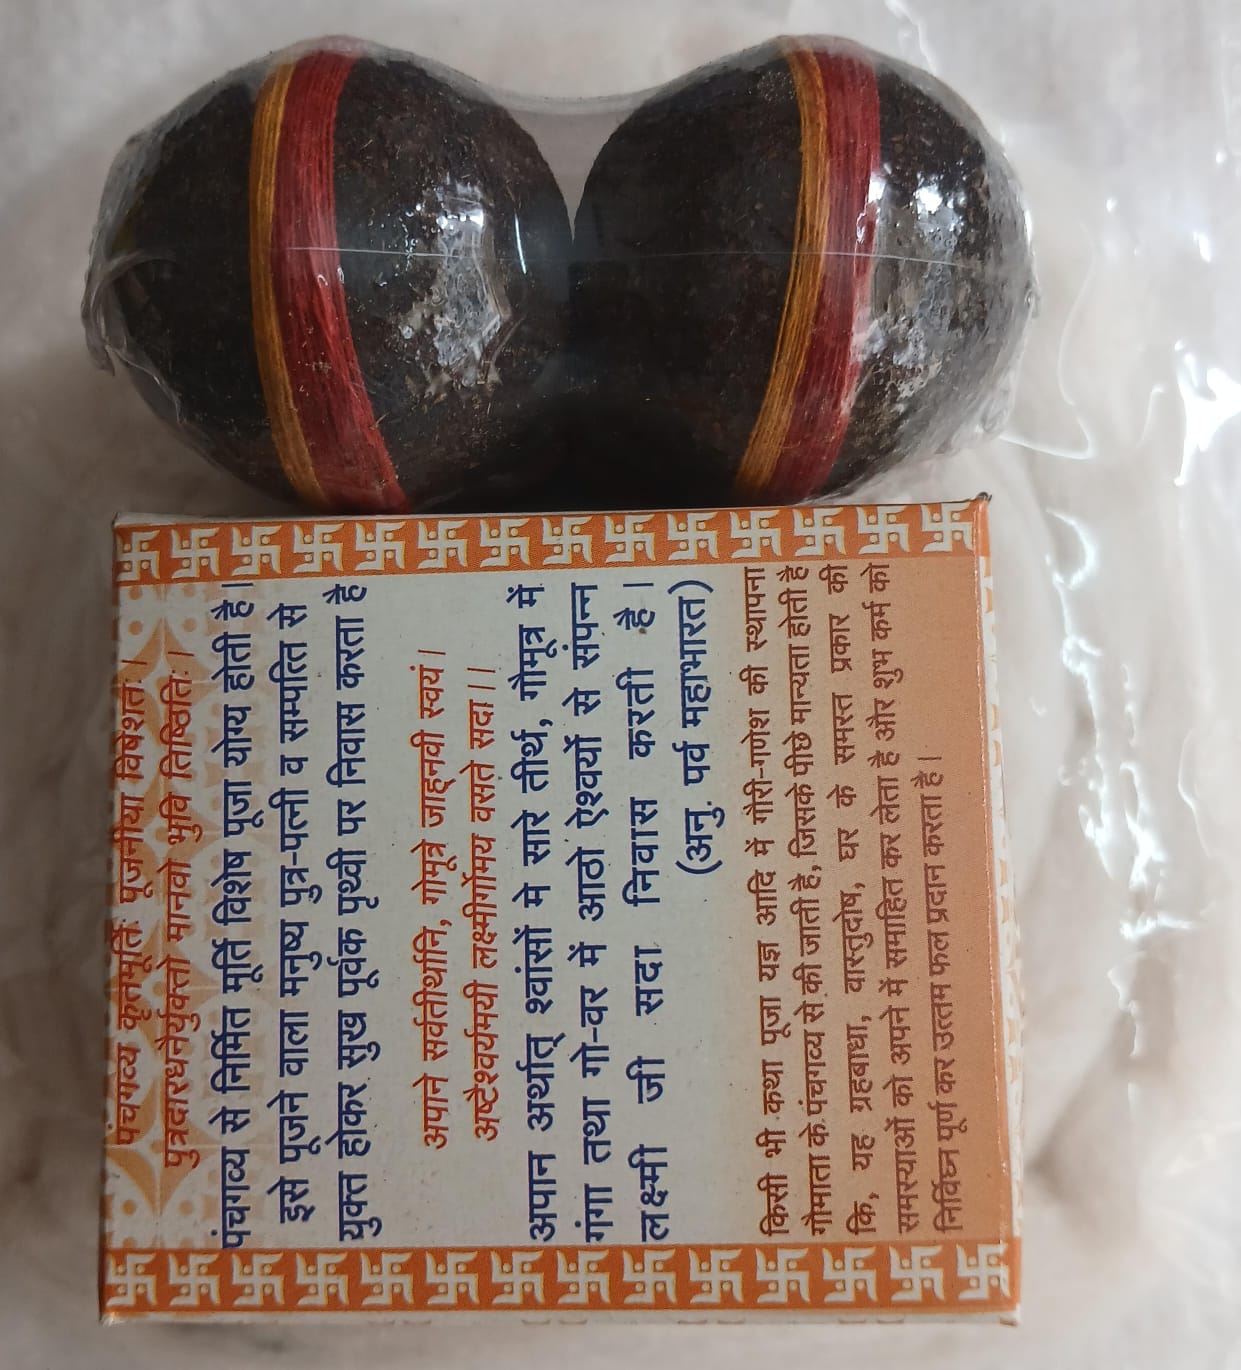 पंचगव्य कृतमूर्तिः पूजनीया विषेशतः ।
पुत्रदारधनैर्युक्तो मानवो भुवि तिष्ठतिः ।
पंचगव्य से निर्मित मूर्ति विशेष पूजा योग्य होती है।
इसे पूजने वाला मनुष्य पुत्र-पत्नी व सम्पत्ति से
युक्त होकर सुख पूर्वक पृथ्वी पर निवास करता है
अपाने सर्वतीर्थानि, गोमूत्रे जाह्नवी स्वयं।
अष्टैश्वर्यमयी लक्ष्मीर्गोमय वसते सदा।।
अपान अर्थात् श्वांसों मे सारे तीर्थ, गौमूत्र में
गंगा तथा गो-वर में आठो ऐश्वर्यो से संपन्न
लक्ष्मी जी सदा निवास करती है।
(अनु. पर्व महाभारत)
किसी भी कथा पूजा यज्ञ आदि में गौरी-गणेश की स्थापना
गौमाता के पंचगव्य से की जाती है, जिसके पीछे मान्यता होती है
कि, यह ग्रहबाधा, वास्तुदोष, घर के समस्त प्रकार की
समस्याओं को अपने में समाहित कर लेता है और शुभ कर्म को
निर्विघ्न पूर्ण कर उत्तम फल प्रदान करता है।